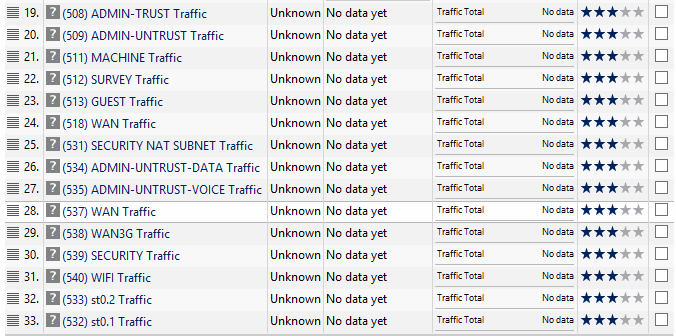 19. ? (508) ADMIN-TRUST Traffic Unknown No data yet Traffic Total No data
20. ? (509) ADMIN-UNTRUST Traffic Unknown No data yet Traffic Total No data
21. ? (511) MACHINE Traffic Unknown No data yet Traffic Total No data
22. ? (512) SURVEY Traffic Unknown No data yet Traffic Total No data
23. ? (513) GUEST Traffic Unknown No data yet Traffic Total No data
24. ? (518) WAN Traffic Unknown No data yet Traffic Total No data
25. ? (531) SECURITY NAT SUBNET Traffic Unknown No data yet Traffic Total No data
26. ? (534) ADMIN-UNTRUST-DATA Traffic Unknown No data yet Traffic Total No data
27. ? (535) ADMIN-UNTRUST-VOICE Traffic Unknown No data yet Traffic Total No data
28. ? (537) WAN Traffic Unknown No data yet Traffic Total No data
29. ? (538) WAN3G Traffic Unknown No data yet Traffic Total No data
30. ? (539) SECURITY Traffic Unknown No data yet Traffic Total No data
31. ? (540) WIFI Traffic Unknown No data yet Traffic Total No data
32. ? (533) st0.2 Traffic Unknown No data yet Traffic Total No data
33. ? (532) st0.1 Traffic Unknown No data yet Traffic Total No data